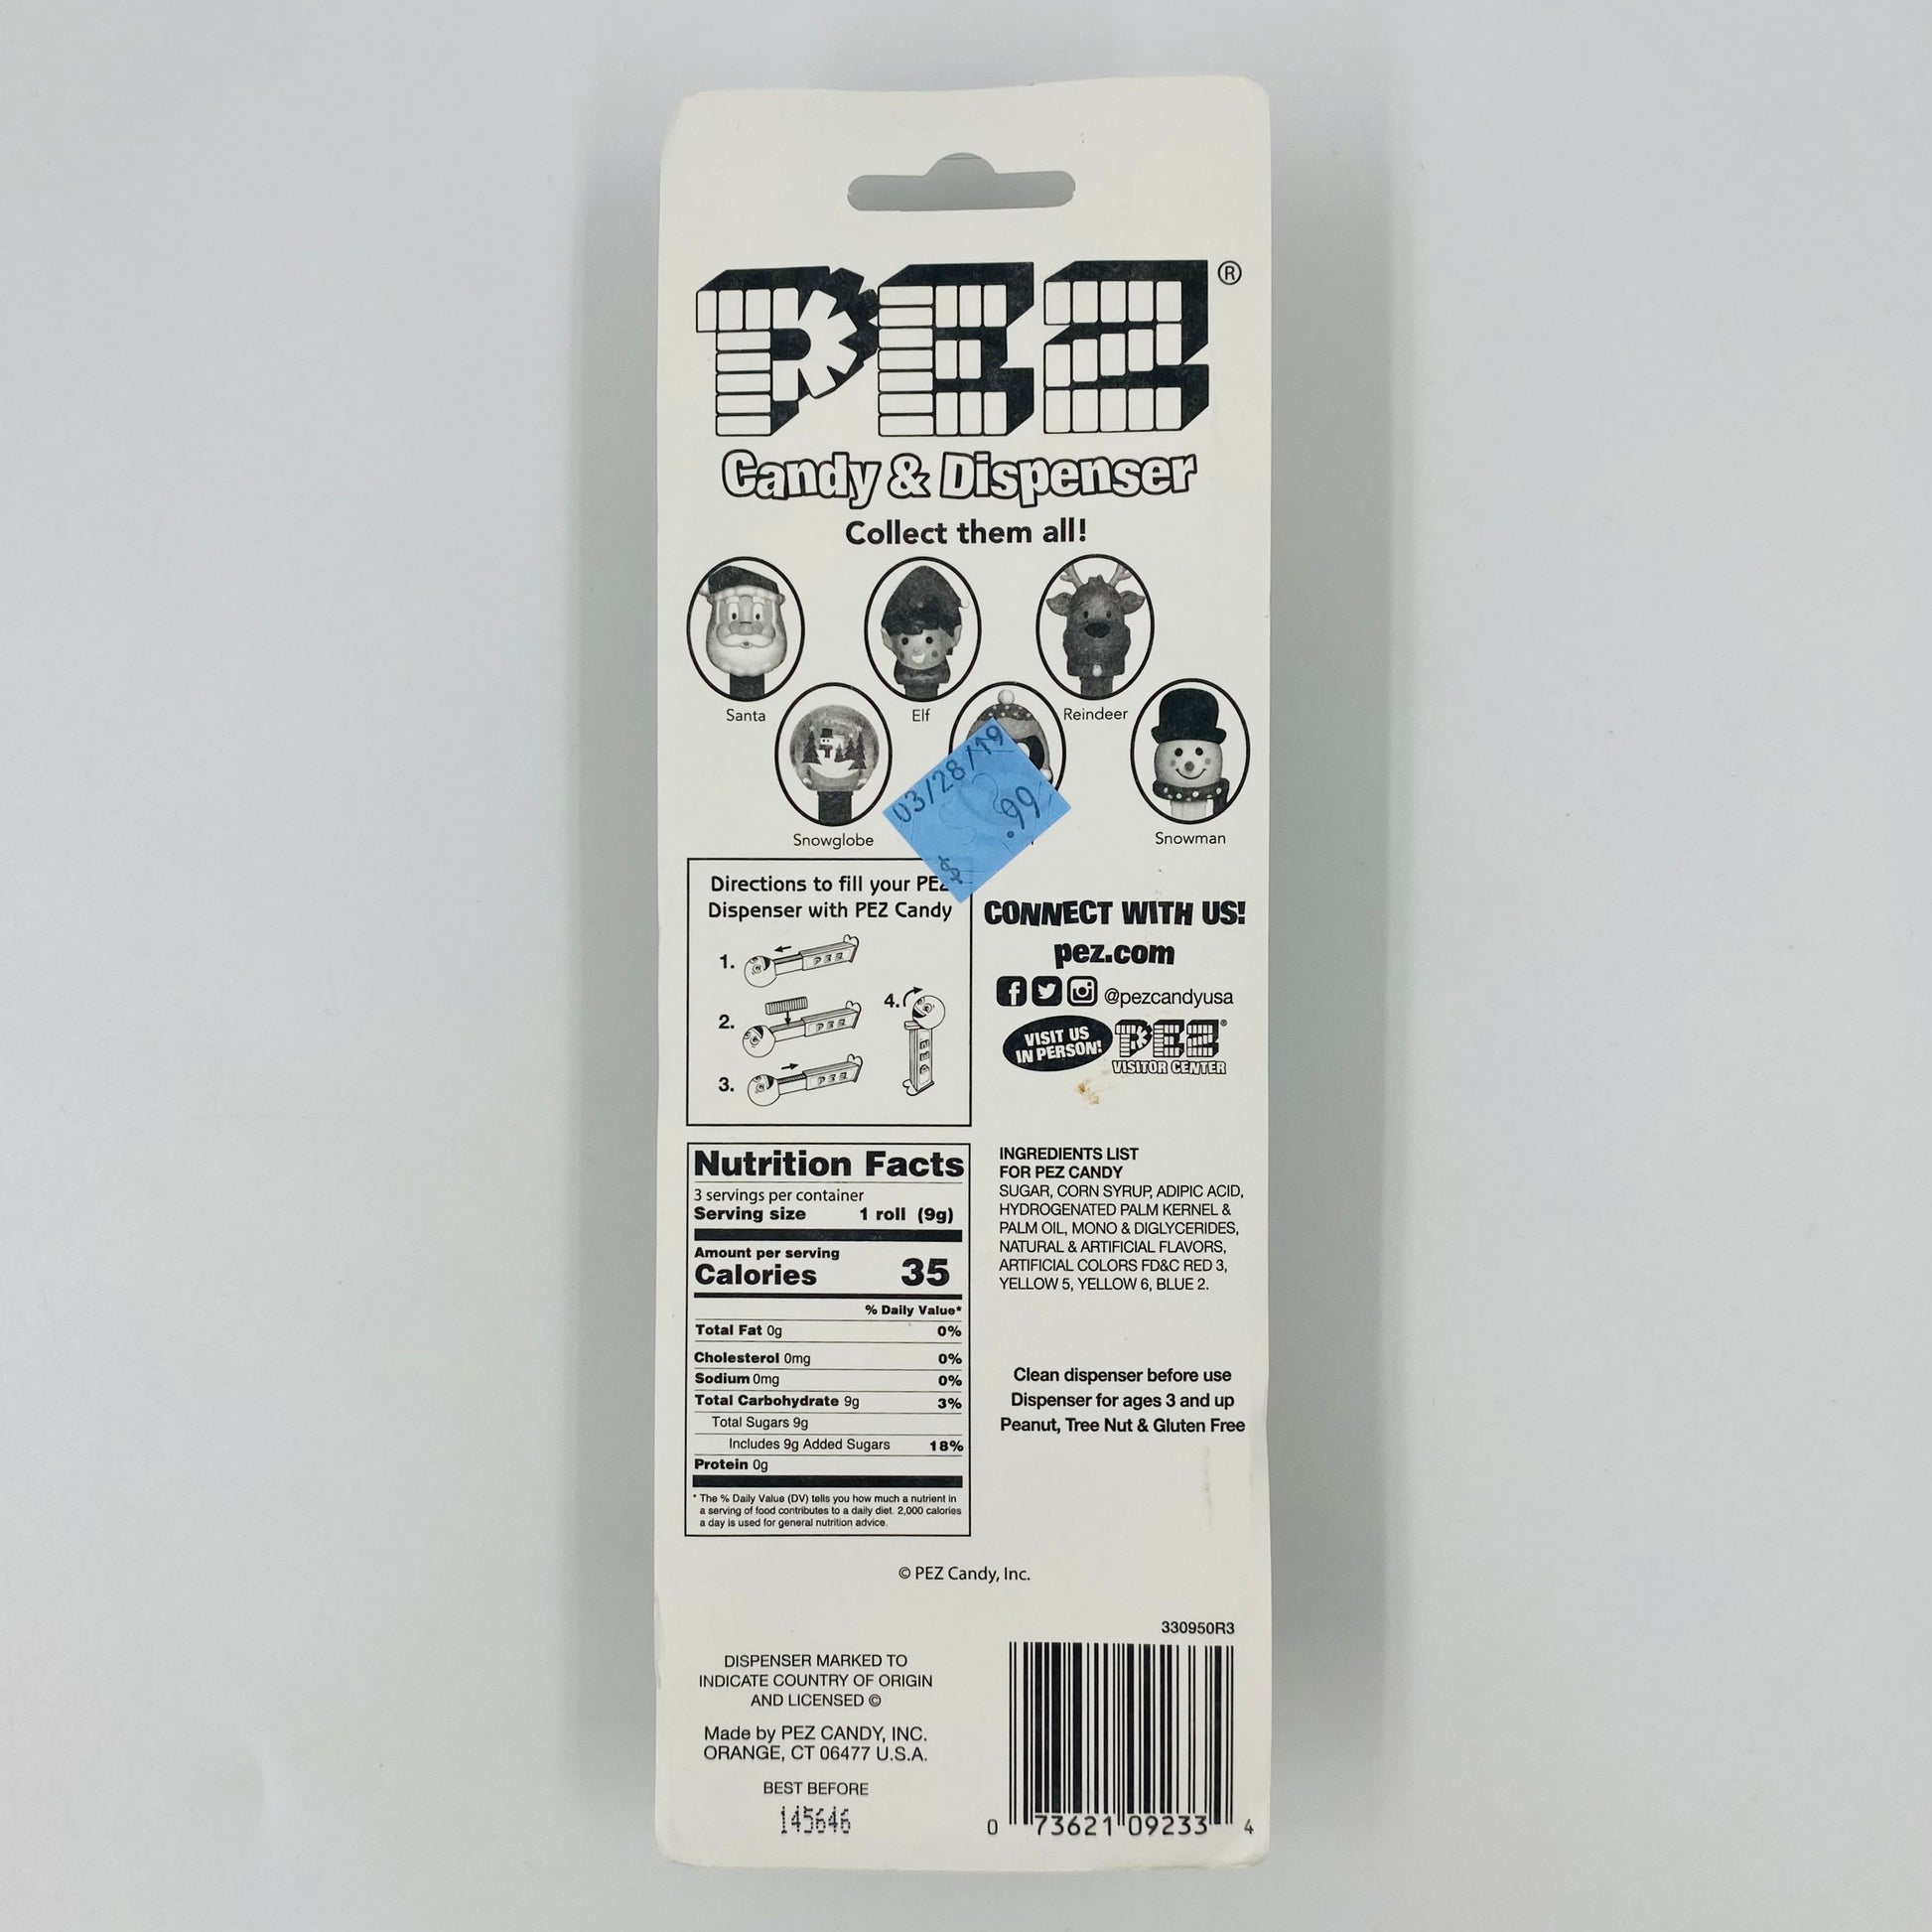 PEZ®
Candy & Dispenser
Collect them all!
Santa
Elf
Reindeer
Snowglobe
Snowman
03/28/19
$ .99
Directions to fill your PEZ
Dispenser with PEZ Candy
1.
2.
3.
4.
PEZ
PEZ
PEZ
PEZ
CONNECT WITH US!
pez.com
f @pezcandyusa
VISIT US
IN PERSON!
PEZ®
VISITOR CENTER
Nutrition Facts
3 servings per container
Serving size 1 roll (9g)
Amount per serving
Calories 35
% Daily Value*
Total Fat 0g 0%
Cholesterol 0mg 0%
Sodium 0mg 0%
Total Carbohydrate 9g 3%
Total Sugars 9g
Includes 9g Added Sugars 18%
Protein 0g
* The % Daily Value (DV) tells you how much a nutrient in
a serving of food contributes to a daily diet. 2,000 calories
a day is used for general nutrition advice.
INGREDIENTS LIST
FOR PEZ CANDY
SUGAR, CORN SYRUP, ADIPIC ACID,
HYDROGENATED PALM KERNEL &
PALM OIL, MONO & DIGLYCERIDES,
NATURAL & ARTIFICIAL FLAVORS,
ARTIFICIAL COLORS FD&C RED 3,
YELLOW 5, YELLOW 6, BLUE 2.
Clean dispenser before use
Dispenser for ages 3 and up
Peanut, Tree Nut & Gluten Free
© PEZ Candy, Inc.
330950R3
DISPENSER MARKED TO
INDICATE COUNTRY OF ORIGIN
AND LICENSED ©
Made by PEZ CANDY, INC.
ORANGE, CT 06477 U.S.A.
BEST BEFORE
145646
0 73621 09233 4